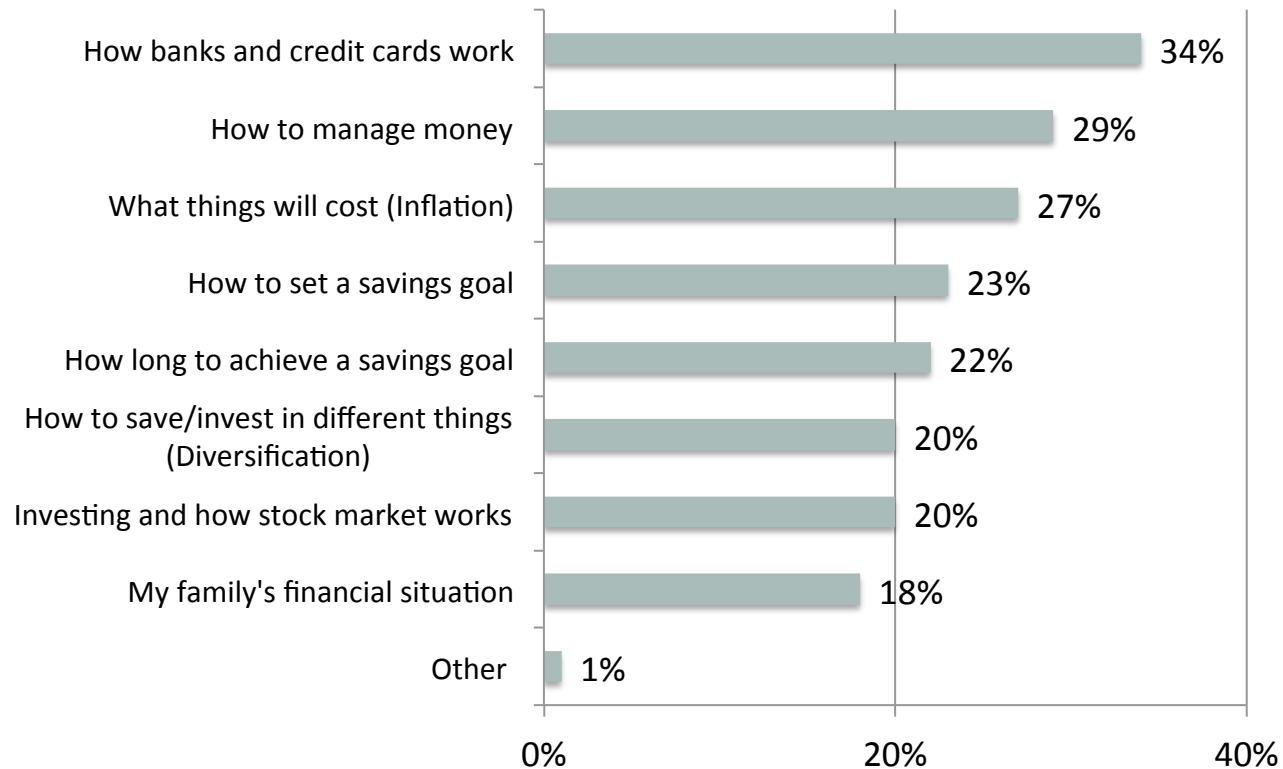 How banks and credit cards work 34%
How to manage money 29%
What things will cost (Inflation) 27%
How to set a savings goal 23%
How long to achieve a savings goal 22%
How to save/invest in different things
(Diversification) 20%
Investing and how stock market works 20%
My family's financial situation 18%
Other 1%
0% 20% 40%